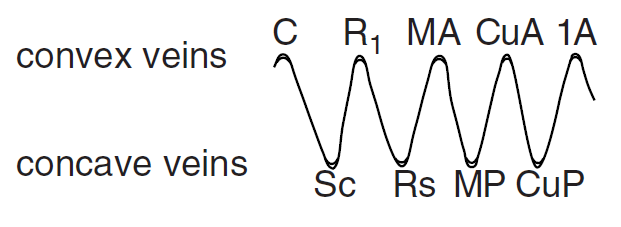 C R₁ MA CuA 1A
convex veins
concave veins
Sc Rs MP CuP